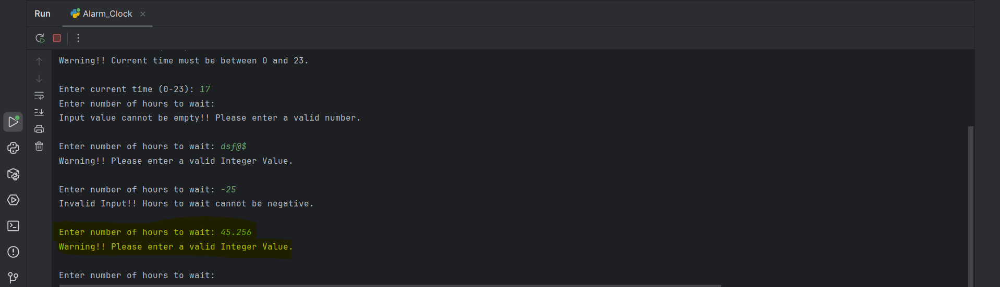 Run
Alarm_Clock
Warning!! Current time must be between 0 and 23.
Enter current time (0-23): 17
Enter number of hours to wait:
Input value cannot be empty!! Please enter a valid number.
Enter number of hours to wait: dsf@$
Warning!! Please enter a valid Integer Value.
Enter number of hours to wait: -25
Invalid Input!! Hours to wait cannot be negative.
Enter number of hours to wait: 45.256
Warning!! Please enter a valid Integer Value.
Enter number of hours to wait: